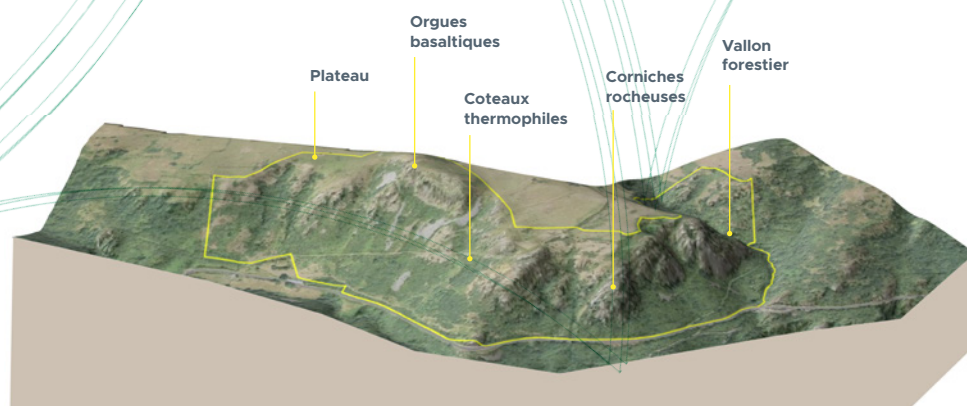 Orgues
basaltiques
Plateau
Coteaux
thermophiles
Corniches
rocheuses
Vallon
forestier